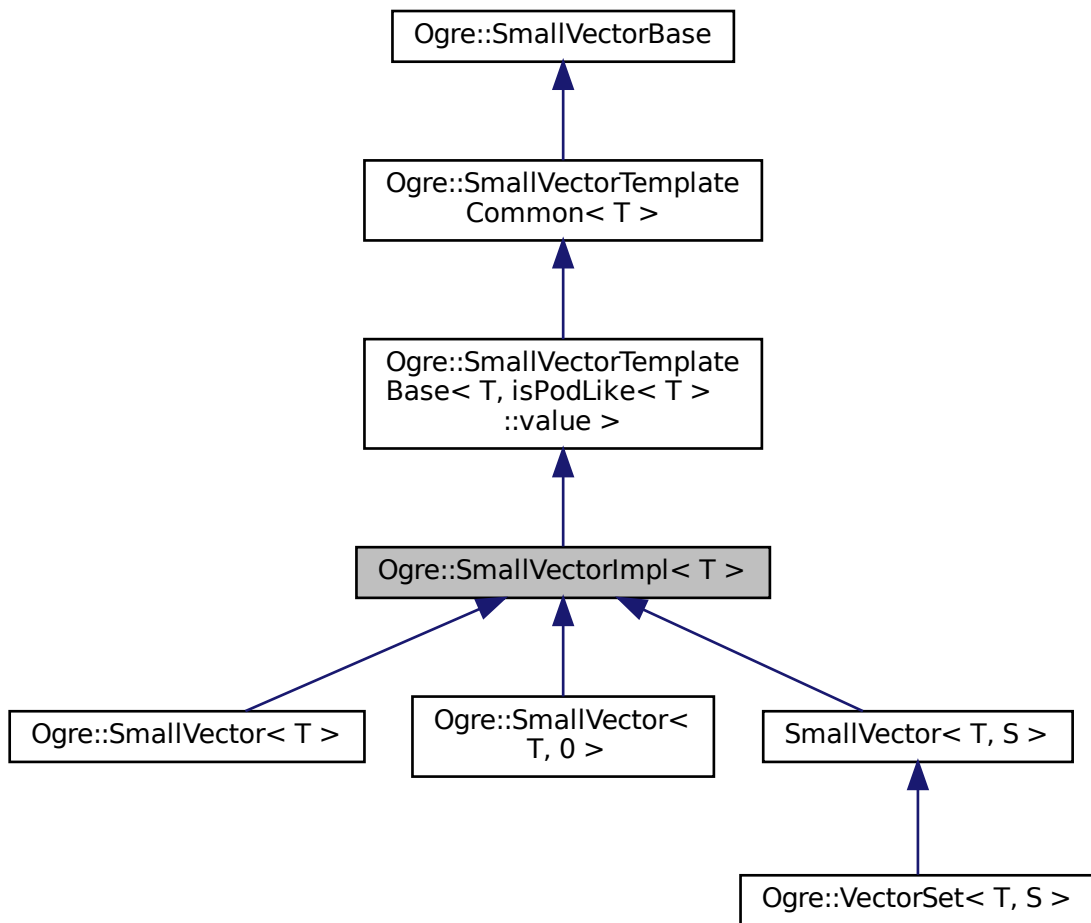 Ogre::SmallVectorBase
Ogre::SmallVectorTemplate
Common< T >
Ogre::SmallVectorTemplate
Base< T, isPodLike< T >
::value >
Ogre::SmallVectorImpl< T >
Ogre::SmallVector< T >
Ogre::SmallVector<
T, 0 >
SmallVector< T, S >
Ogre::VectorSet< T, S >